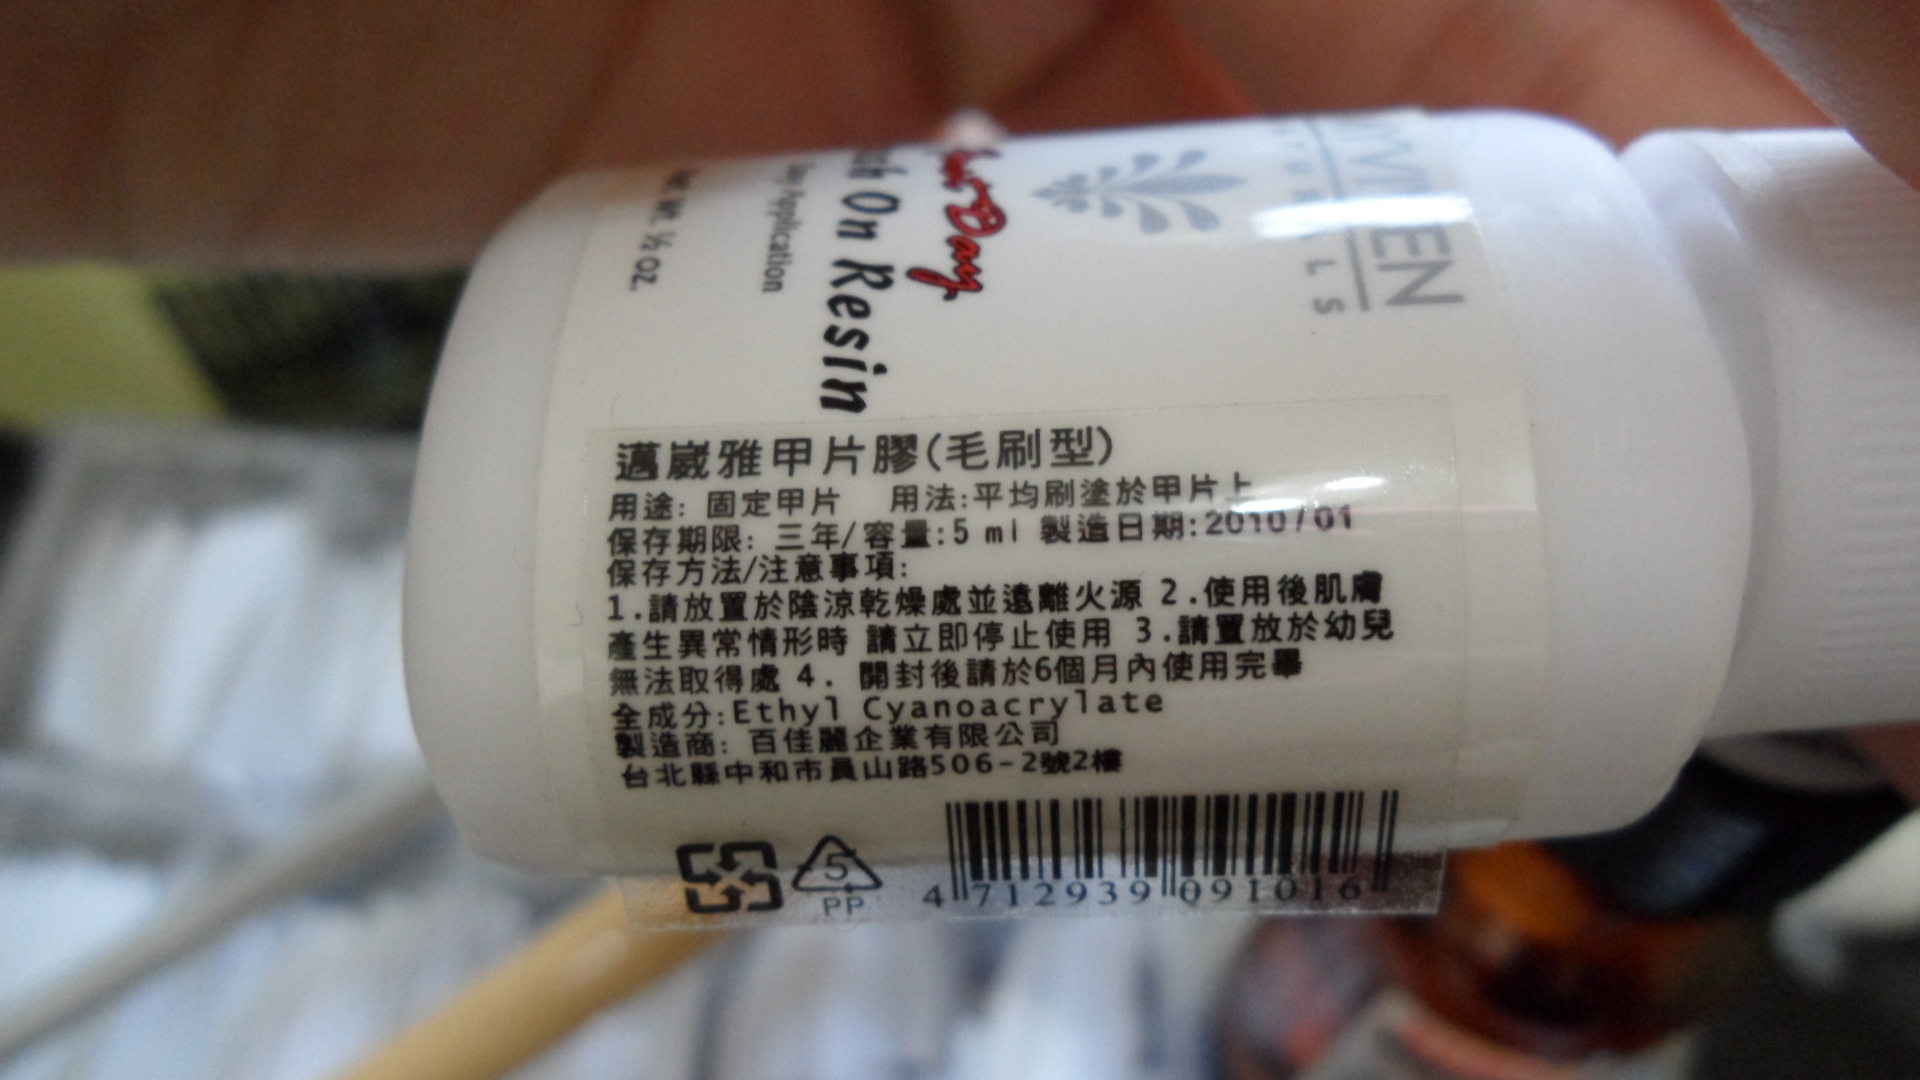 Day
On Resin
Application
Wt. ½ oz.
邁崴雅甲片膠(毛刷型)
用途: 固定甲片 用法:平均刷塗於甲片上
保存期限: 三年/容量:5 ml 製造日期:2010/01
保存方法/注意事項:
1.請放置於陰涼乾燥處並遠離火源 2.使用後肌膚
產生異常情形時 請立即停止使用 3.請置放於幼兒
無法取得處 4. 開封後請於6個月內使用完畢
全成分:Ethyl Cyanoacrylate
製造商: 百佳麗企業有限公司
台北縣中和市員山路506-2號2樓
5
PP
4 712939 091016